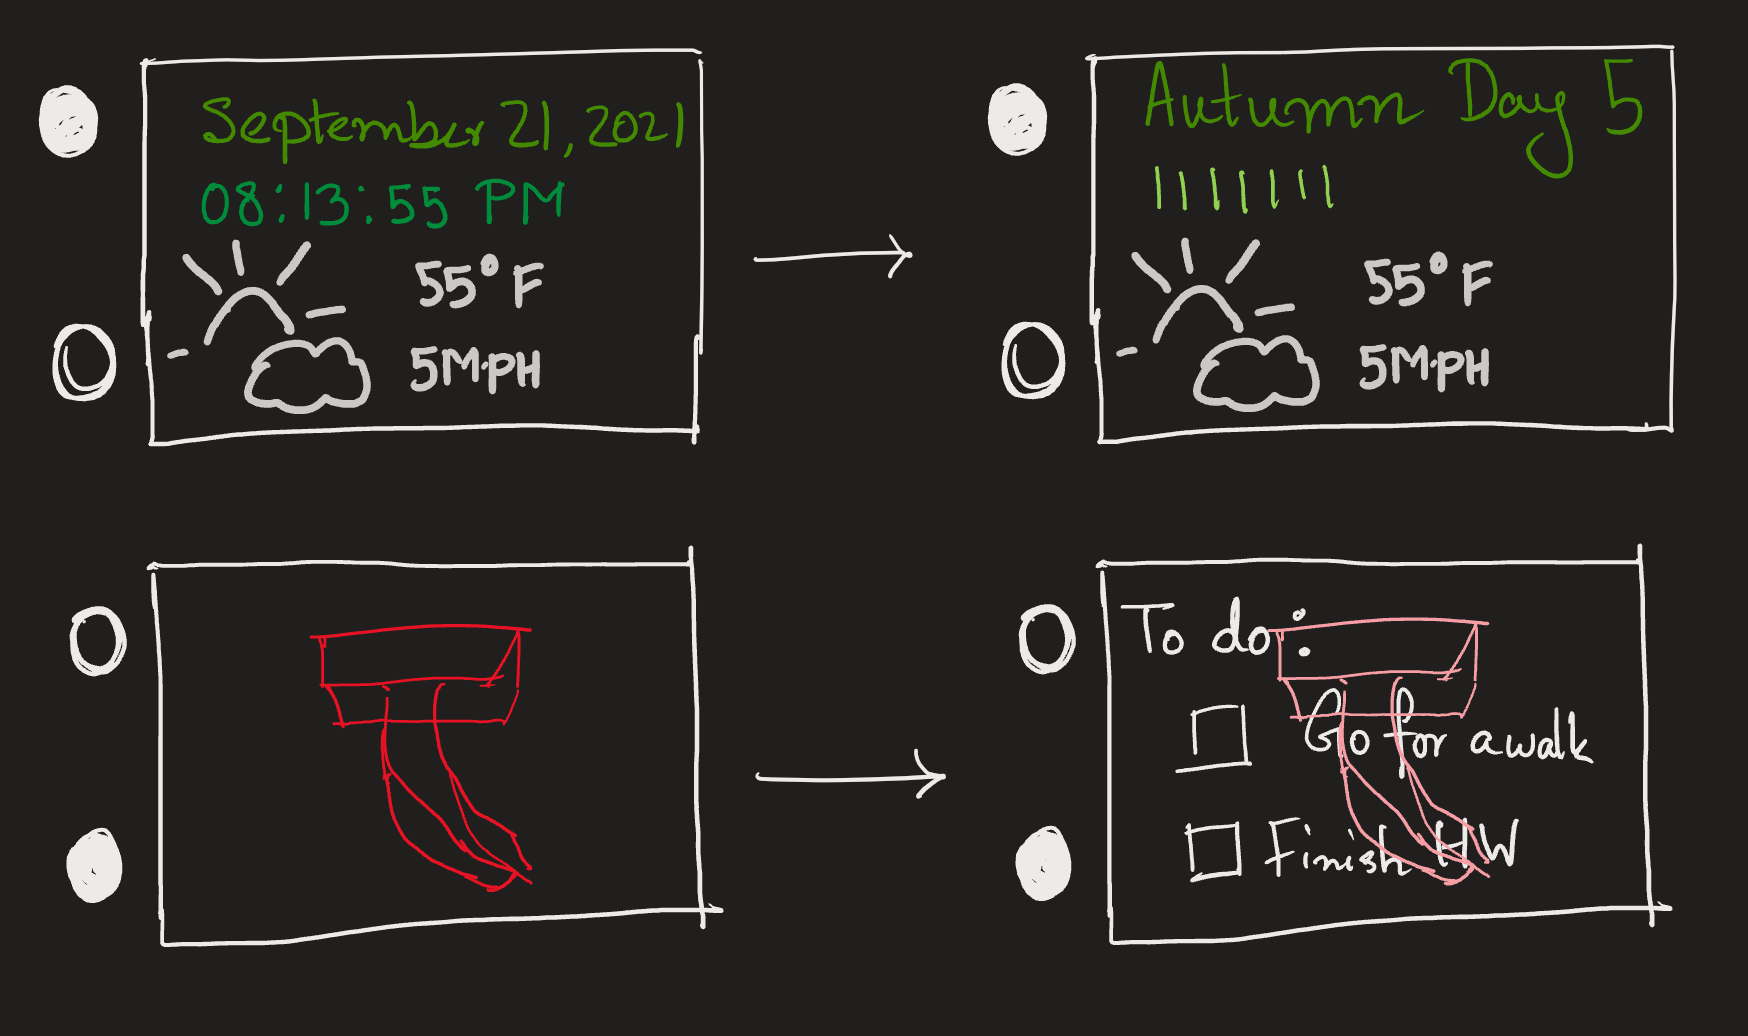 September 21, 2021
08:13:55 PM
55°F
5MPH
Autumn Day 5
55°F
5MPH
To do:
Go for a walk
Finish HW